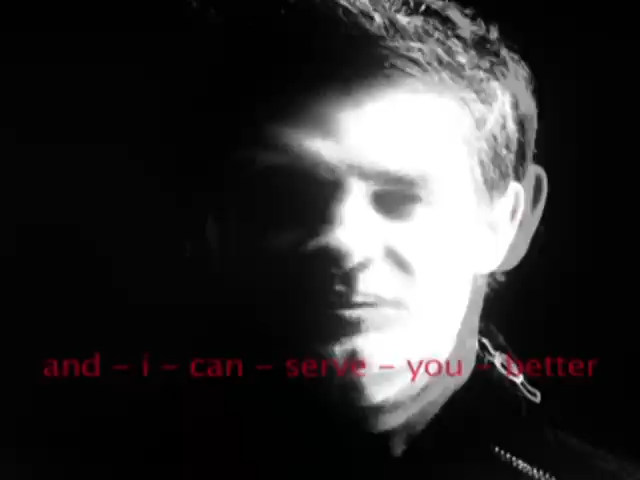 and – i – can – serve – you – better